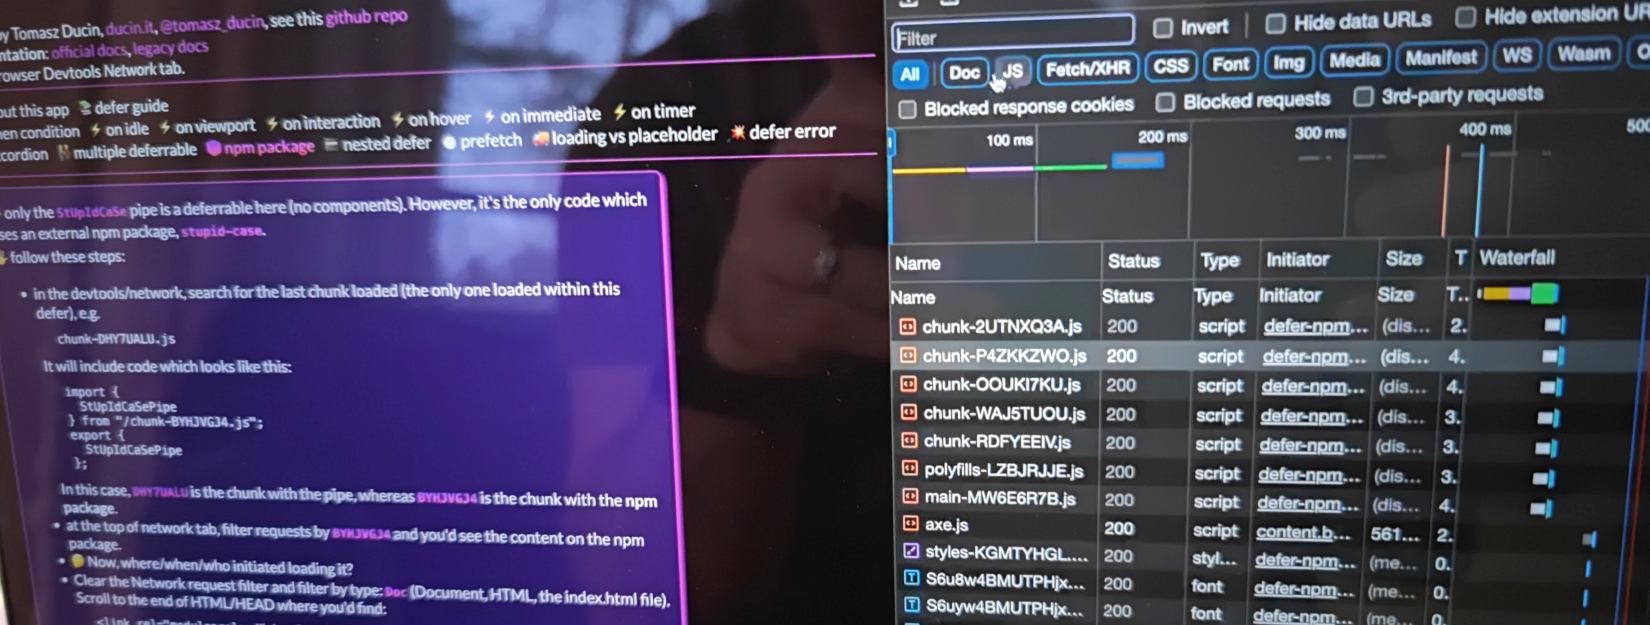 y Tomasz Ducin, ducin.it, @tomasz_ducin, see this github repo
ntation: official docs, legacy docs
rowser Devtools Network tab.
out this app defer guide
en condition on idle on viewport on interaction on hover on immediate on timer
cordion multiple deferrable npm package nested defer prefetch loading vs placeholder defer error
only the StUpIdCaSe pipe is a deferrable here (no components). However, it's the only code which
ses an external npm package, stupid-case.
follow these steps:
• in the devtools/network, search for the last chunk loaded (the only one loaded within this
defer), e.g.
chunk-DHY7UALU.js
It will include code which looks like this:
import {
StUpIdCaSePipe
} from "/chunk-BYHJVGJ4.js";
export {
StUpIdCaSePipe
};
In this case, DHY7UALU is the chunk with the pipe, whereas BYHJVGJ4 is the chunk with the npm
package.
• at the top of network tab, filter requests by BYHJVGJ4 and you'd see the content on the npm
package.
• 🤔 Now, where/when/who initiated loading it?
• Clear the Network request filter and filter by type: Doc (Document, HTML, the index.html file).
Scroll to the end of HTML/HEAD where you'd find:
Filter Invert Hide data URLs Hide extension UR
All Doc JS Fetch/XHR CSS Font Img Media Manifest WS Wasm O
Blocked response cookies Blocked requests 3rd-party requests
100 ms 200 ms 300 ms 400 ms 500
Name Status Type Initiator Size T Waterfall
Name Status Type Initiator Size T..
chunk-2UTNXQ3A.js 200 script defer-npm... (dis... 2.
chunk-P4ZKKZWO.js 200 script defer-npm... (dis... 4.
chunk-OOUKI7KU.js 200 script defer-npm... (dis... 4.
chunk-WAJ5TUOU.js 200 script defer-npm... (dis... 3.
chunk-RDFYEEIV.js 200 script defer-npm... (dis... 3.
polyfills-LZBJRJJE.js 200 script defer-npm... (dis... 3.
main-MW6E6R7B.js 200 script defer-npm... (dis... 4.
axe.js 200 script content.b... 561... 2.
styles-KGMTYHGL.... 200 styl... defer-npm... (me... 0.
S6u8w4BMUTPHjx... 200 font defer-npm... (me... 0.
S6uyw4BMUTPHjx... 200 font defer-npm... (me... 0.